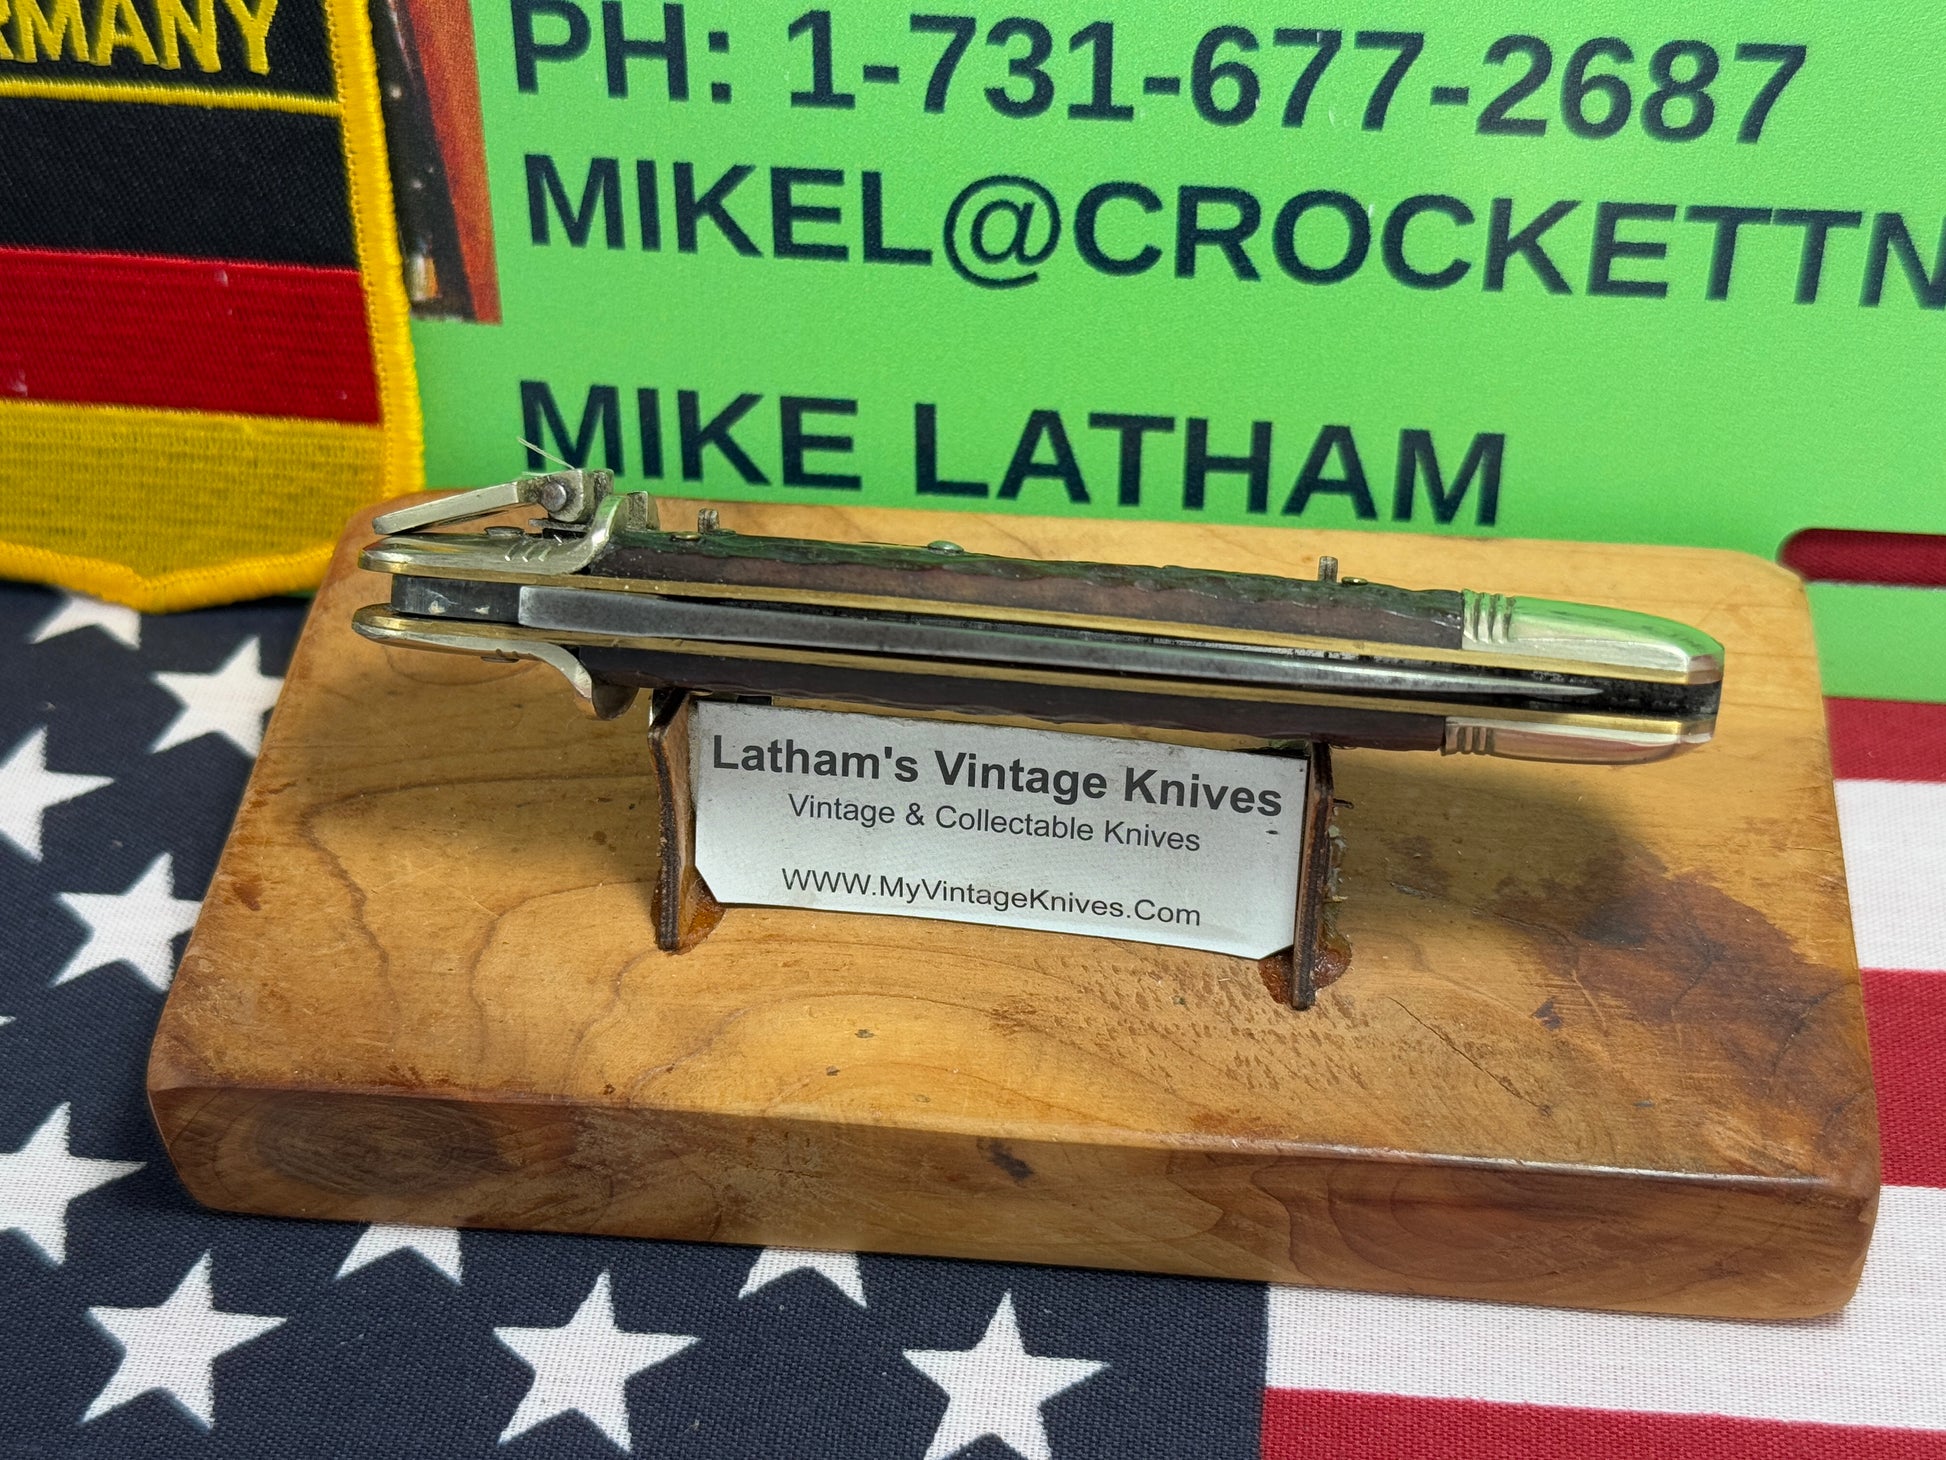 RMANY
PH: 1-731-677-2687
MIKEL@CROCKETTN
MIKE LATHAM
Latham's Vintage Knives
Vintage & Collectable Knives
WWW.MyVintageKnives.Com